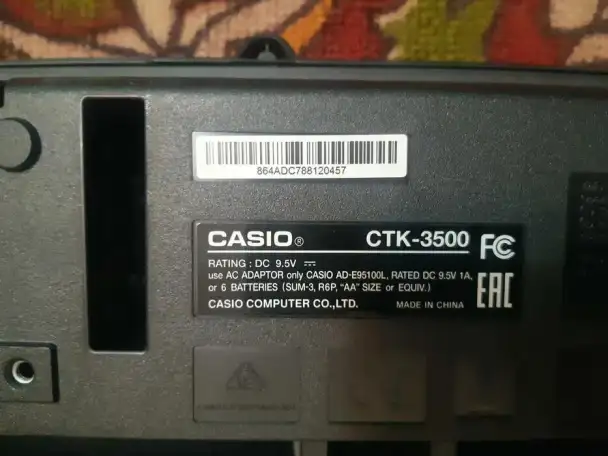 864ADC788120457
CASIO® CTK-3500 FC
RATING : DC 9.5V ⎓
use AC ADAPTOR only CASIO AD-E95100L, RATED DC 9.5V 1A,
or 6 BATTERIES (SUM-3, R6P, "AA" SIZE or EQUIV.)
CASIO COMPUTER CO.,LTD. MADE IN CHINA EAC